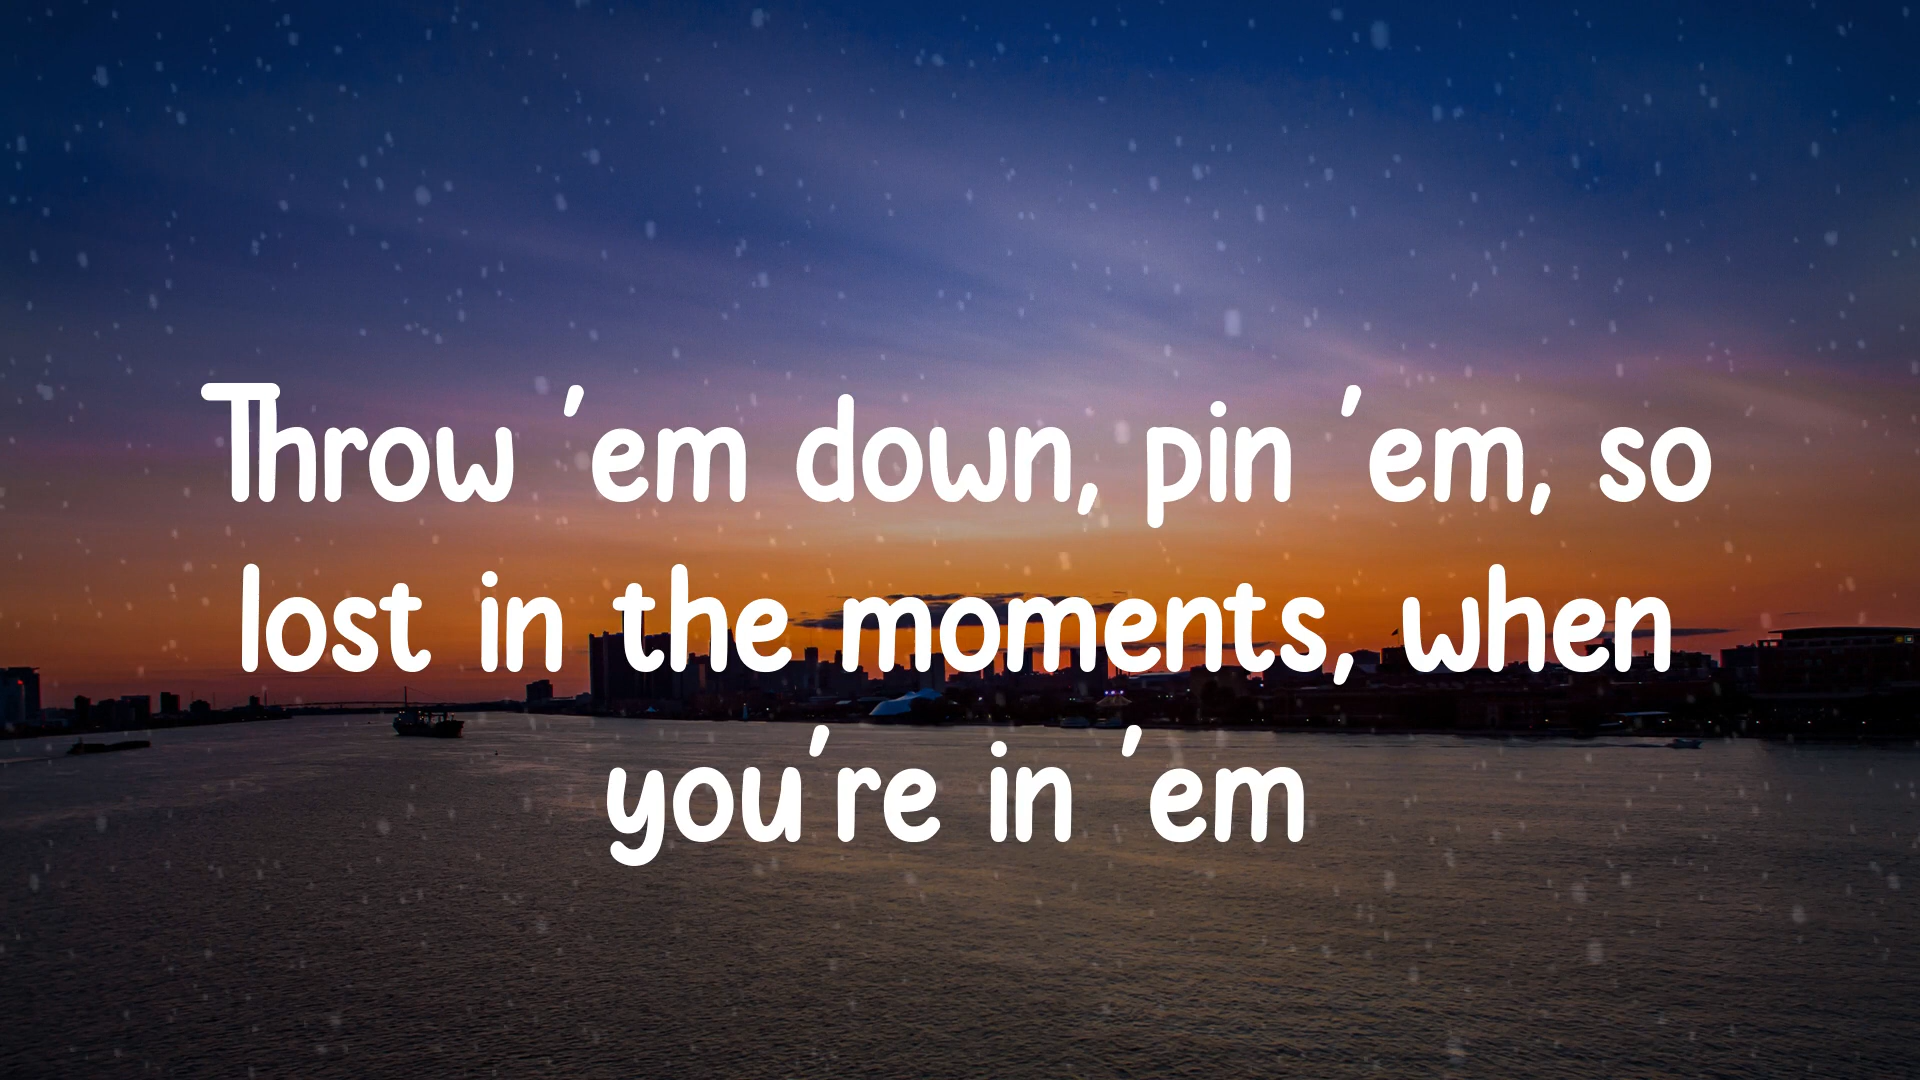 Throw 'em down, pin 'em, so
lost in the moments, when
you're in 'em